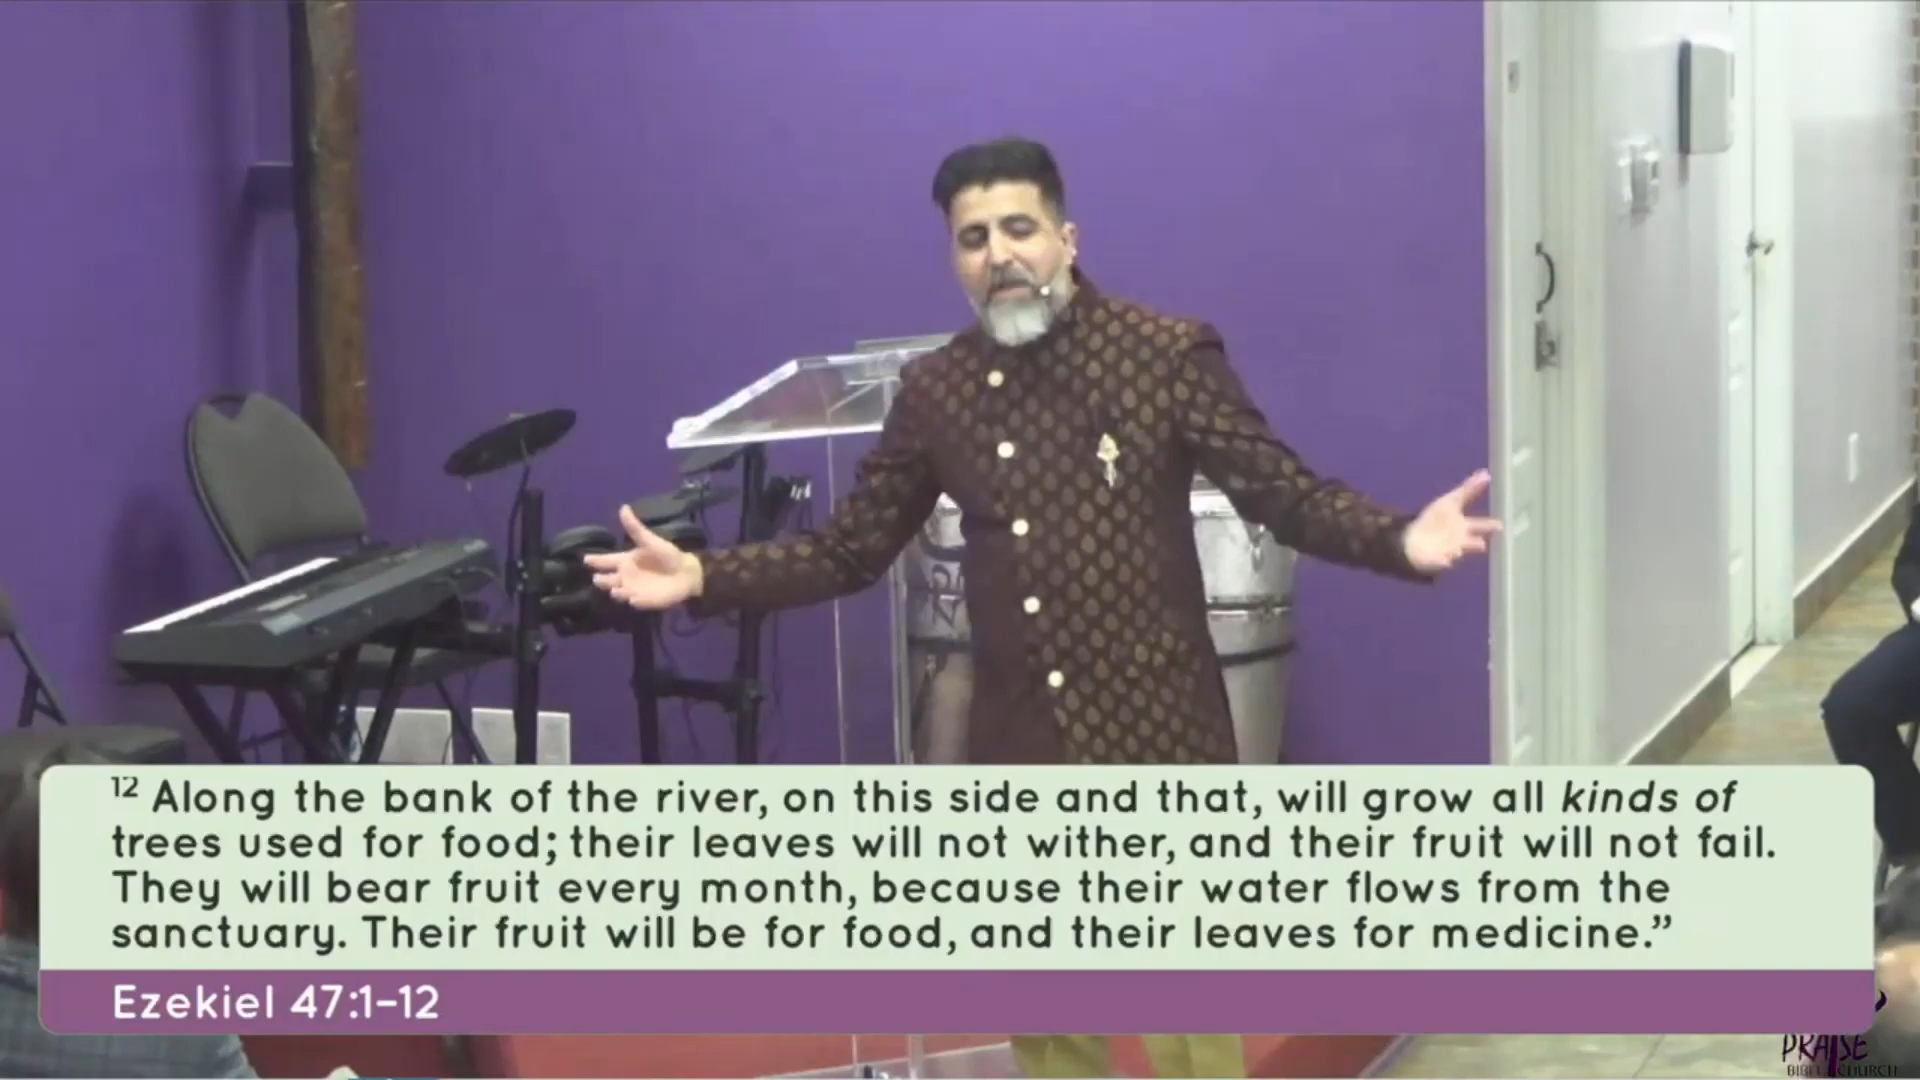 12 Along the bank of the river, on this side and that, will grow all kinds of
trees used for food; their leaves will not wither, and their fruit will not fail.
They will bear fruit every month, because their water flows from the
sanctuary. Their fruit will be for food, and their leaves for medicine.”
Ezekiel 47:1–12
PRAISE
BIBLE CHURCH